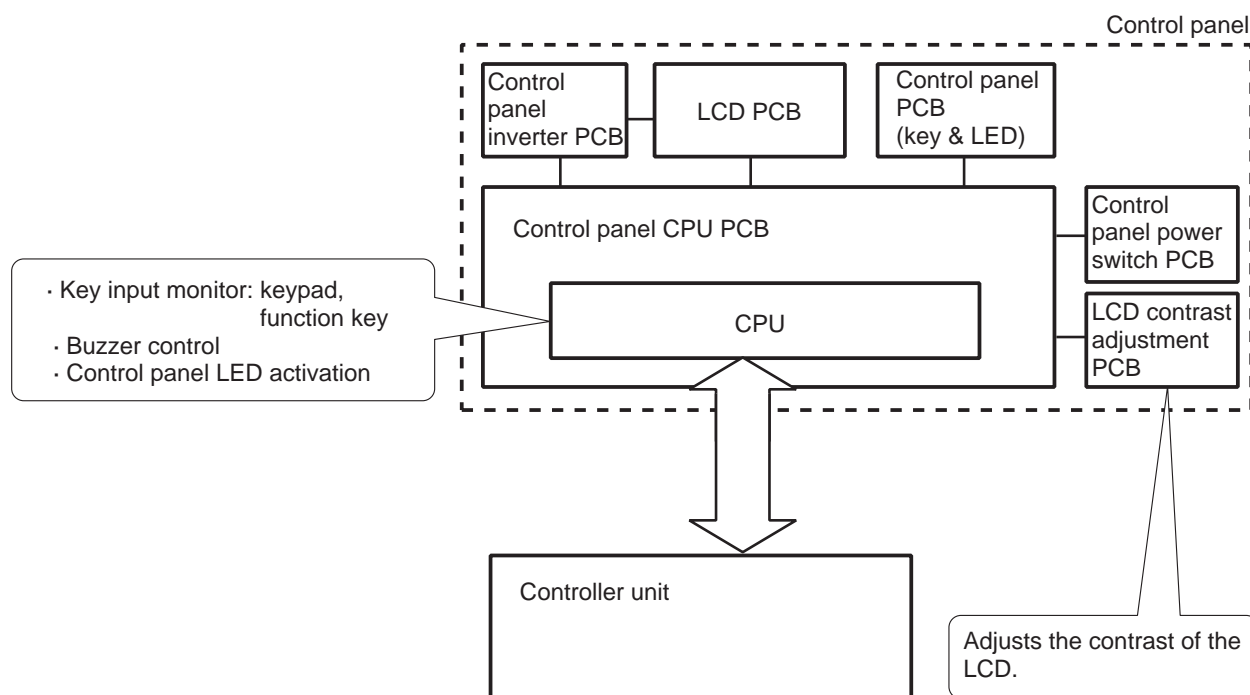 Control panel
Control
panel
inverter PCB
LCD PCB
Control panel
PCB
(key & LED)
Control panel CPU PCB
Control
panel power
switch PCB
· Key input monitor: keypad,
function key
· Buzzer control
· Control panel LED activation
CPU
LCD contrast
adjustment
PCB
Controller unit
Adjusts the contrast of the
LCD.